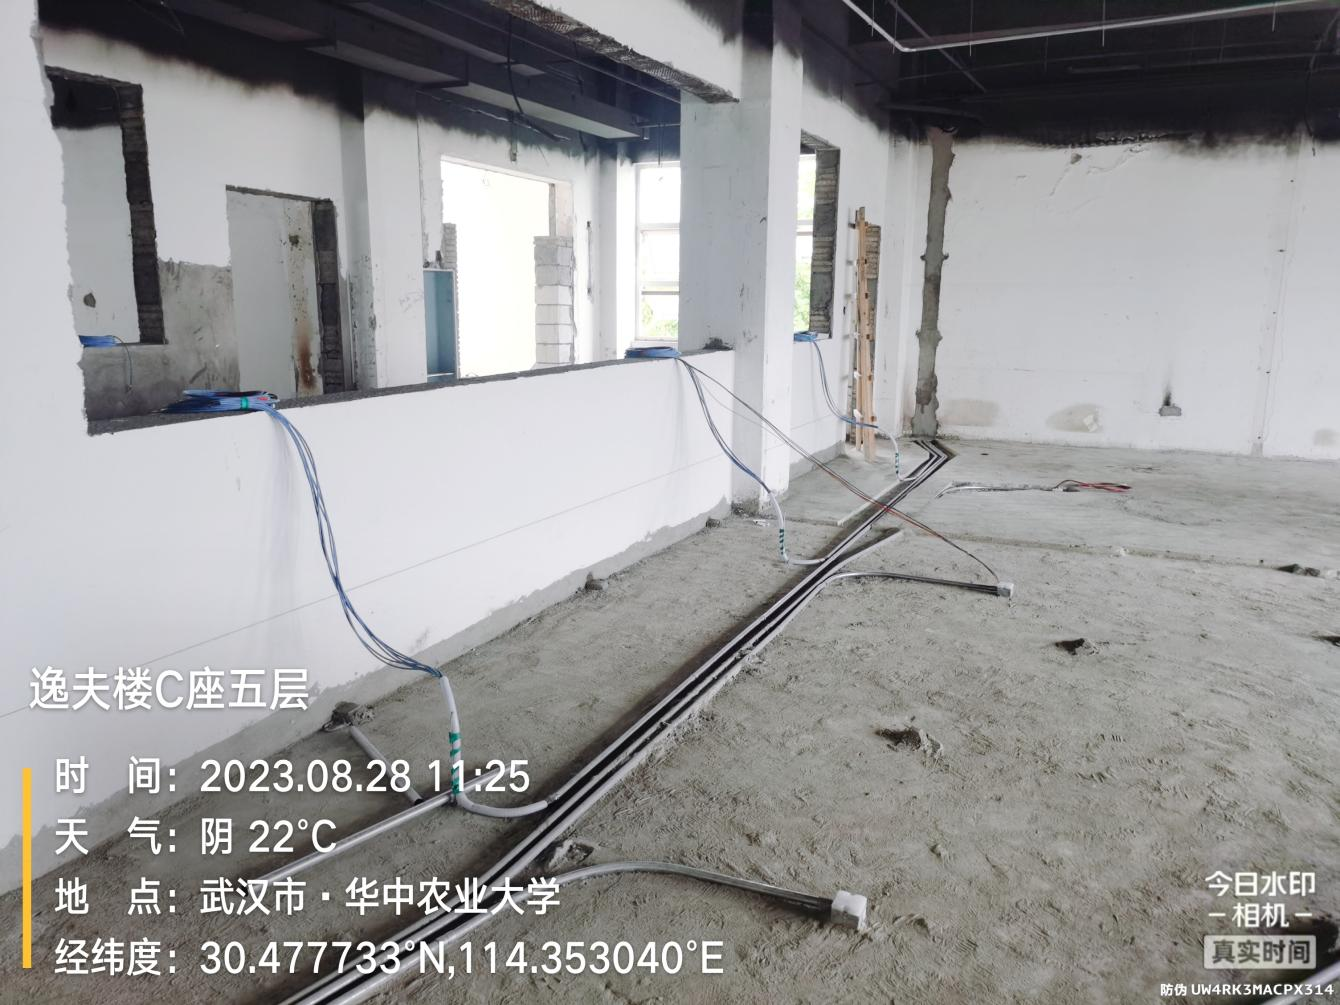 逸夫楼C座五层
时 间：2023.08.28 11:25
天 气：阴 22°C
地 点：武汉市·华中农业大学
经纬度：30.477733°N,114.353040°E
今日水印
-相机-
真实时间
防伪 UW4RK3MACPX314